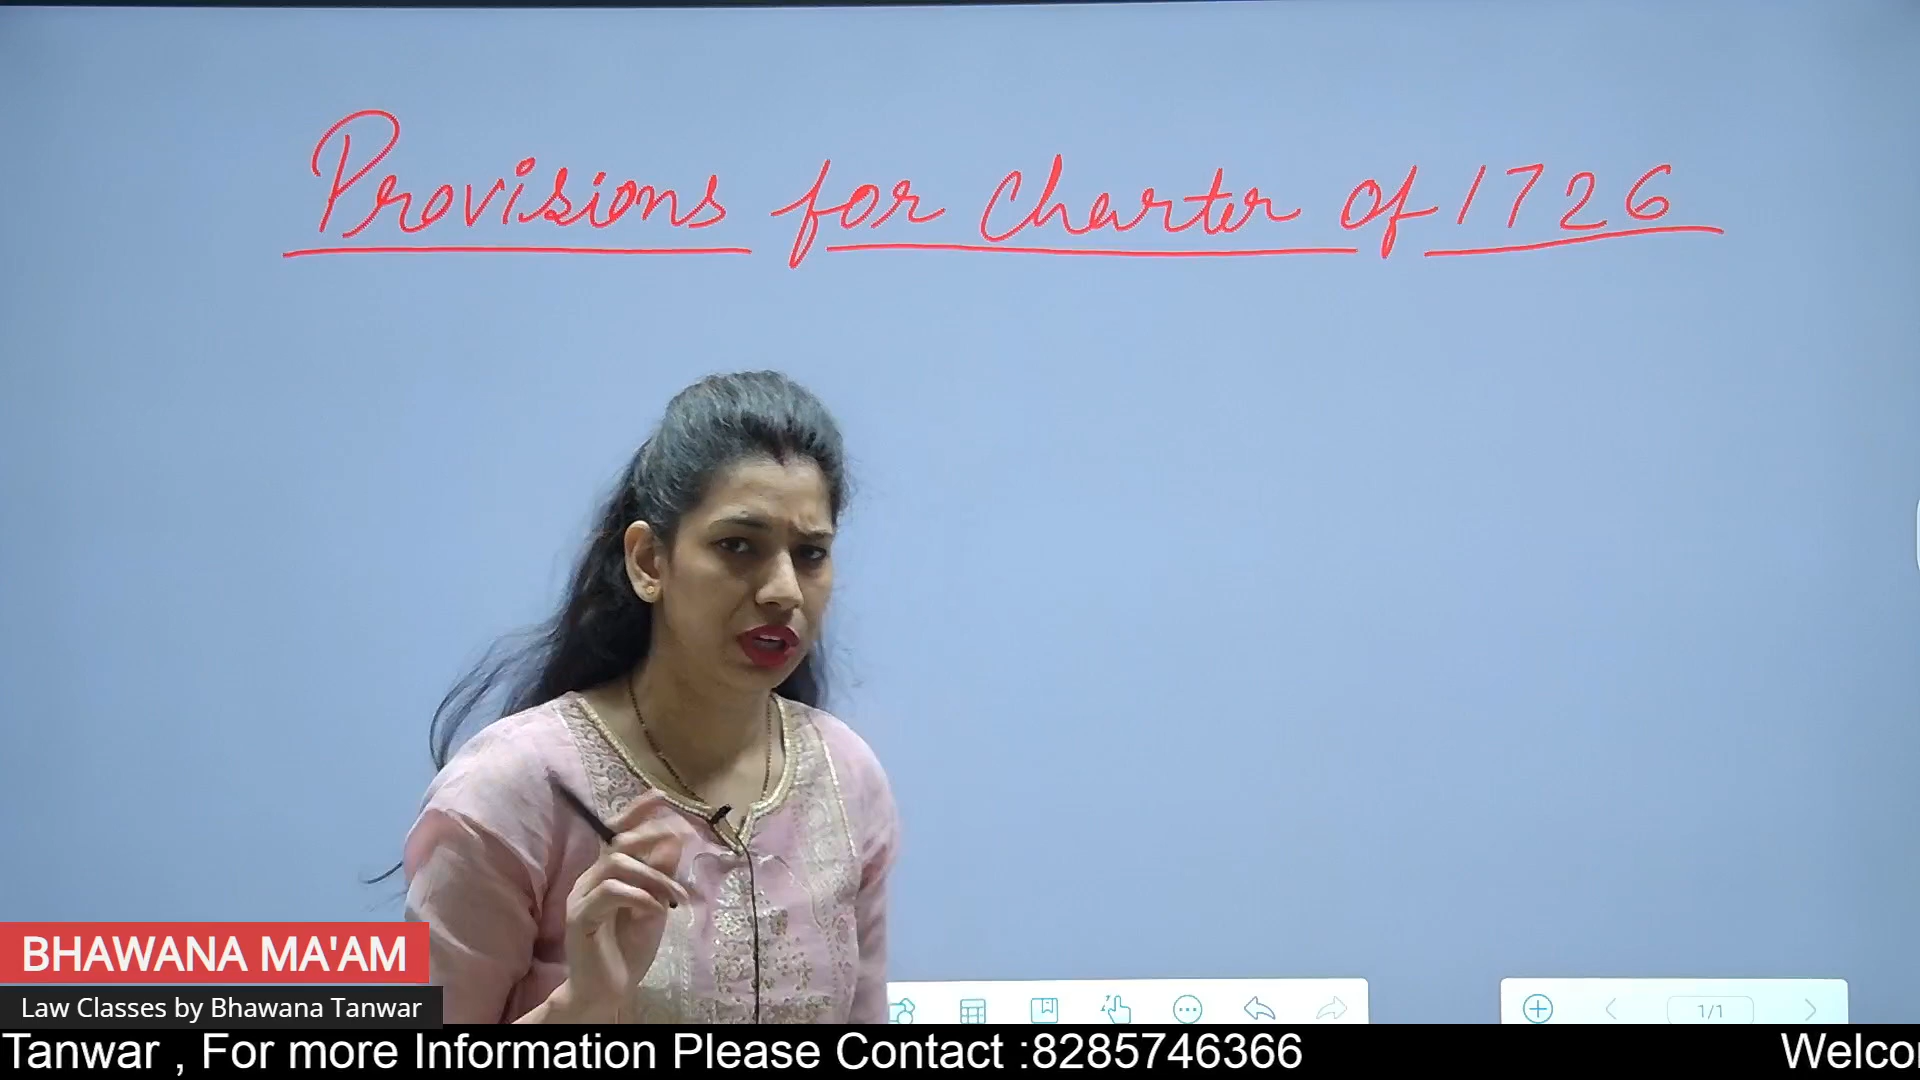 Provisions for Charter of 1726
BHAWANA MA'AM
Law Classes by Bhawana Tanwar
1/1
Tanwar , For more Information Please Contact :8285746366 Welco